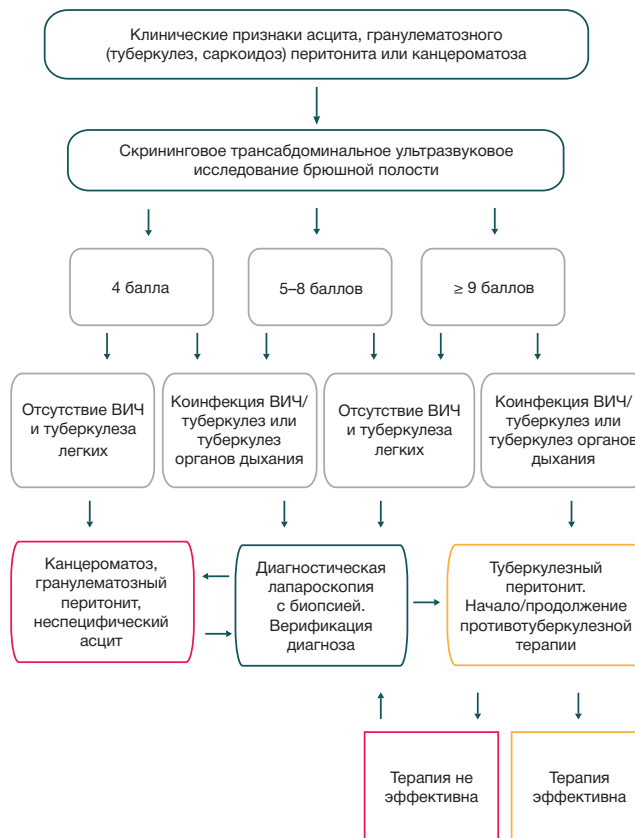 Клинические признаки асцита, гранулематозного
(туберкулез, саркоидоз) перитонита или канцероматоза
Скрининговое трансабдоминальное ультразвуковое
исследование брюшной полости
4 балла
5–8 баллов
≥ 9 баллов
Отсутствие ВИЧ
и туберкулеза
легких
Коинфекция ВИЧ/
туберкулез или
туберкулез
органов дыхания
Отсутствие ВИЧ
и туберкулеза
легких
Коинфекция ВИЧ/
туберкулез или
туберкулез органов
дыхания
Канцероматоз,
гранулематозный
перитонит,
неспецифический
асцит
Диагностическая
лапароскопия
с биопсией.
Верификация
диагноза
Туберкулезный
перитонит.
Начало/продолжение
противотуберкулезной
терапии
Терапия не
эффективна
Терапия
эффективна